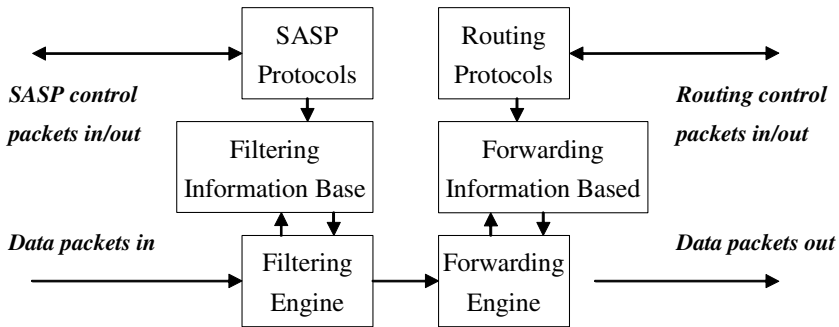 SASP
Protocols
Routing
Protocols
SASP control
packets in/out
Routing control
packets in/out
Filtering
Information Base
Forwarding
Information Based
Data packets in
Data packets out
Filtering
Engine
Forwarding
Engine